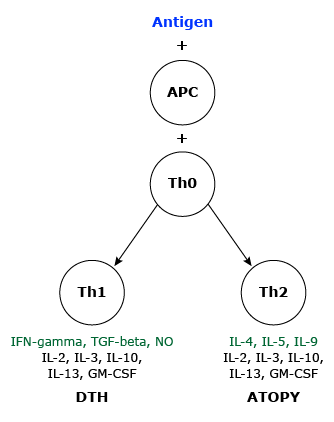 Antigen
+
APC
+
Th0
Th1
Th2
IFN-gamma, TGF-beta, NO
IL-2, IL-3, IL-10,
IL-13, GM-CSF
DTH
IL-4, IL-5, IL-9
IL-2, IL-3, IL-10,
IL-13, GM-CSF
ATOPY